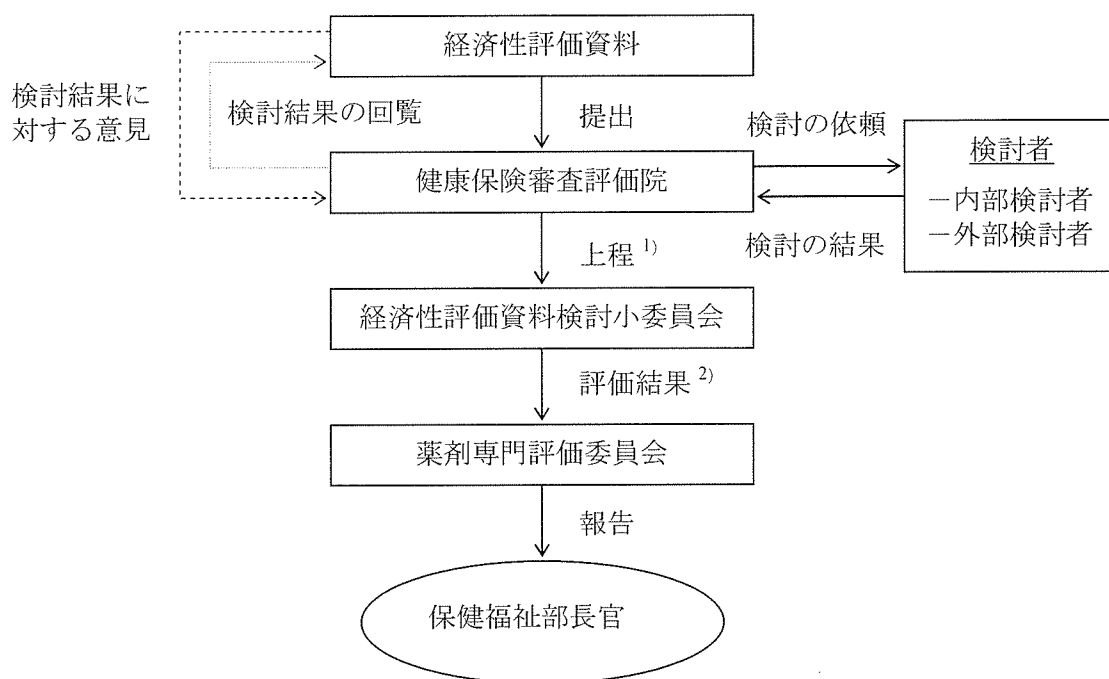 経済性評価資料
検討結果に
対する意見
検討結果の回覧
提出
検討の依頼
健康保険審査評価院
検討者
－内部検討者
－外部検討者
検討の結果
上程 1)
経済性評価資料検討小委員会
評価結果 2)
薬剤専門評価委員会
報告
保健福祉部長官